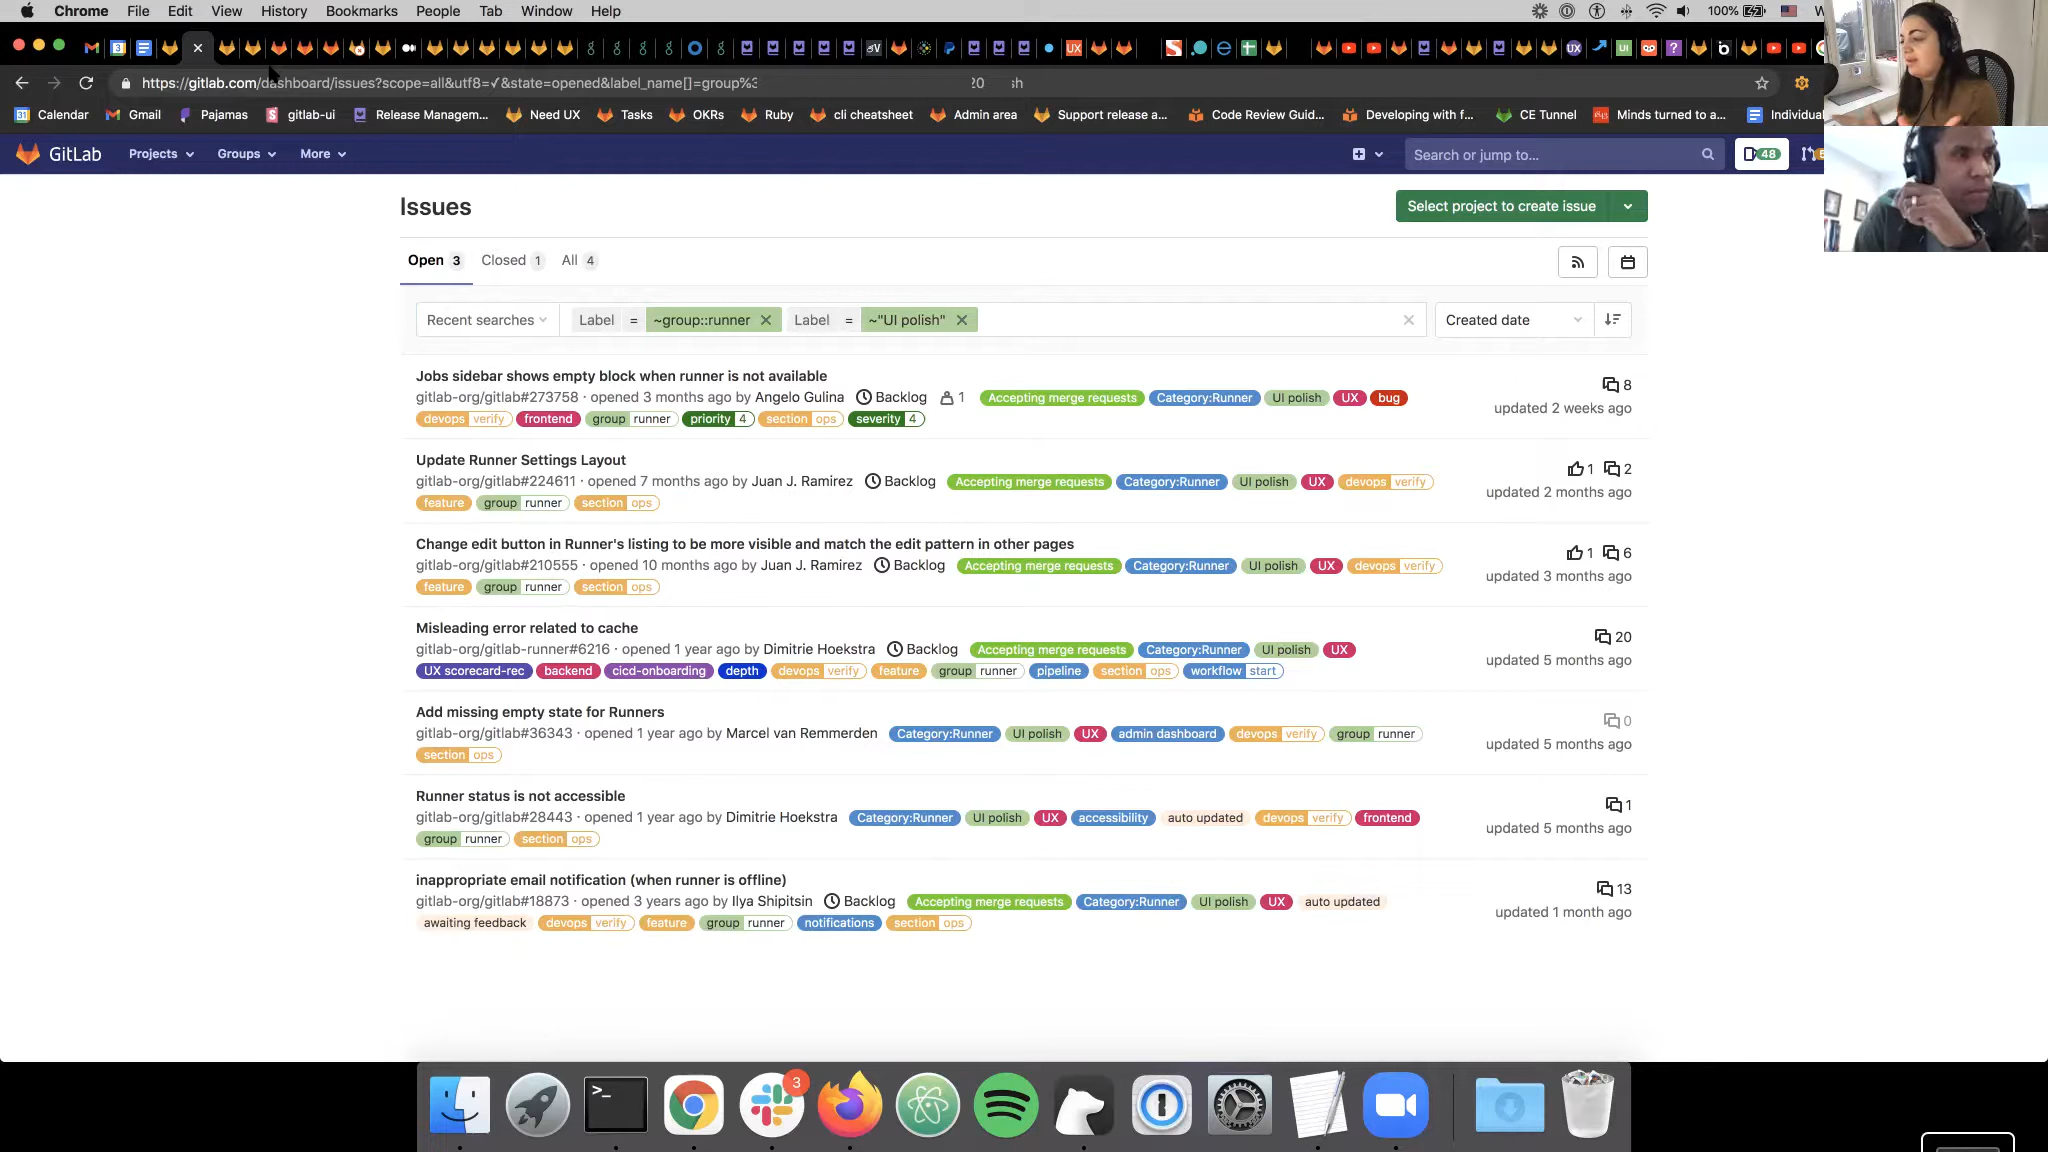 Chrome File Edit View History Bookmarks People Tab Window Help 100%
https://gitlab.com/dashboard/issues?scope=all&utf8=✓&state=opened&label_name[]=group%3 20 sh
Calendar Gmail Pajamas gitlab-ui Release Managem... Need UX Tasks OKRs Ruby cli cheatsheet Admin area Support release a... Code Review Guid... Developing with f... CE Tunnel Minds turned to a... Individua
GitLab Projects Groups More Search or jump to... 48
Issues
Select project to create issue
Open 3 Closed 1 All 4
Recent searches Label = ~group::runner Label = ~"UI polish" Created date
Jobs sidebar shows empty block when runner is not available 8
gitlab-org/gitlab#273758 · opened 3 months ago by Angelo Gulina Backlog 1 Accepting merge requests Category:Runner UI polish UX bug updated 2 weeks ago
devops verify frontend group runner priority 4 section ops severity 4
Update Runner Settings Layout 1 2
gitlab-org/gitlab#224611 · opened 7 months ago by Juan J. Ramirez Backlog Accepting merge requests Category:Runner UI polish UX devops verify updated 2 months ago
feature group runner section ops
Change edit button in Runner's listing to be more visible and match the edit pattern in other pages 1 6
gitlab-org/gitlab#210555 · opened 10 months ago by Juan J. Ramirez Backlog Accepting merge requests Category:Runner UI polish UX devops verify updated 3 months ago
feature group runner section ops
Misleading error related to cache 20
gitlab-org/gitlab-runner#6216 · opened 1 year ago by Dimitrie Hoekstra Backlog Accepting merge requests Category:Runner UI polish UX updated 5 months ago
UX scorecard-rec backend cicd-onboarding depth devops verify feature group runner pipeline section ops workflow start
Add missing empty state for Runners 0
gitlab-org/gitlab#36343 · opened 1 year ago by Marcel van Remmerden Category:Runner UI polish UX admin dashboard devops verify group runner updated 5 months ago
section ops
Runner status is not accessible 1
gitlab-org/gitlab#28443 · opened 1 year ago by Dimitrie Hoekstra Category:Runner UI polish UX accessibility auto updated devops verify frontend updated 5 months ago
group runner section ops
inappropriate email notification (when runner is offline) 13
gitlab-org/gitlab#18873 · opened 3 years ago by Ilya Shipitsin Backlog Accepting merge requests Category:Runner UI polish UX auto updated updated 1 month ago
awaiting feedback devops verify feature group runner notifications section ops
3